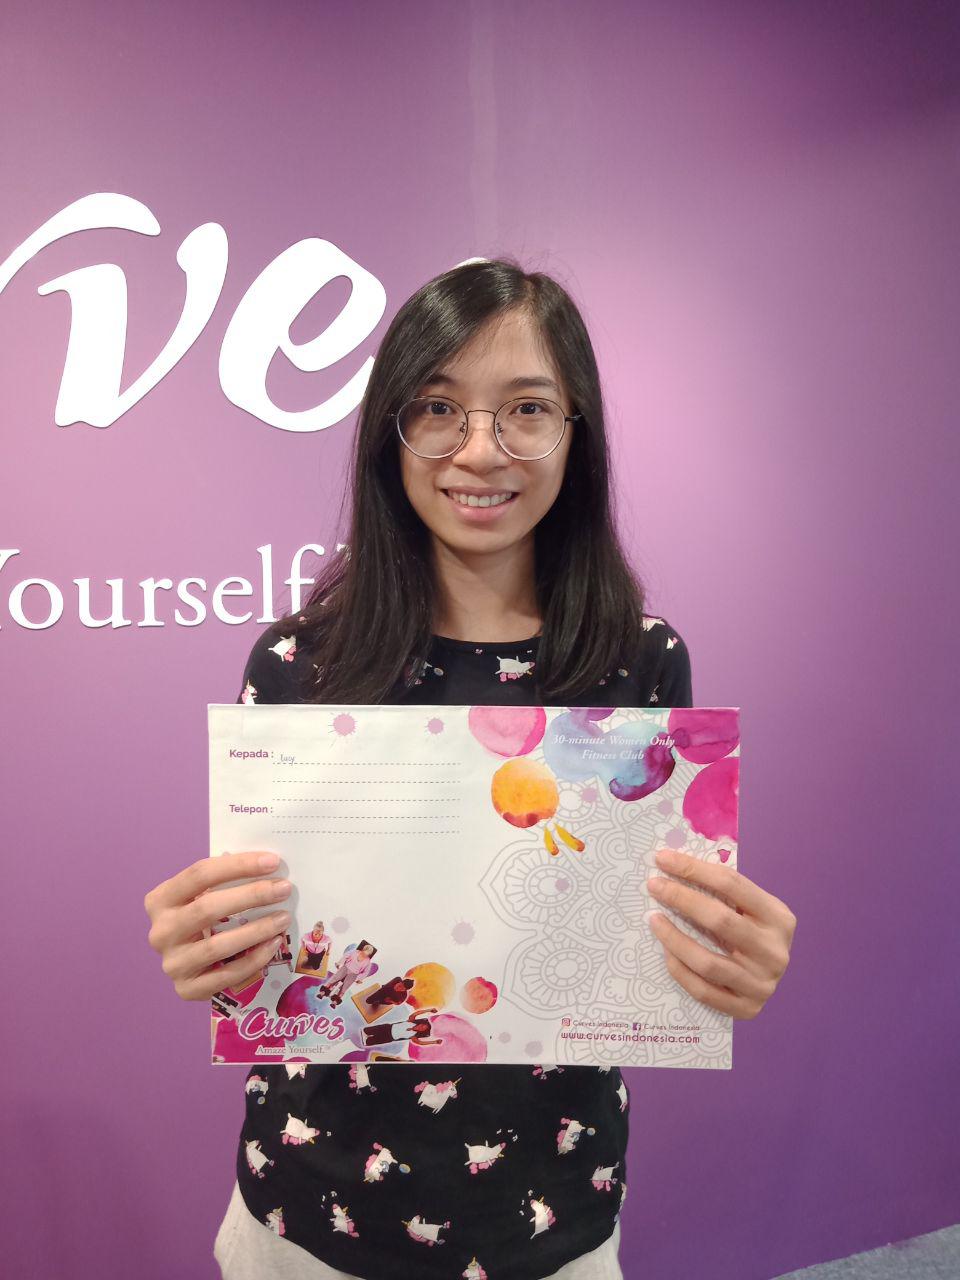 ve
Yourself.
Kepada :
Lucy
Telepon :
30-minute Women Only
Fitness Club
Curves
Amaze Yourself.™
Curves Indonesia Curves Indonesia
www.curvesindonesia.com